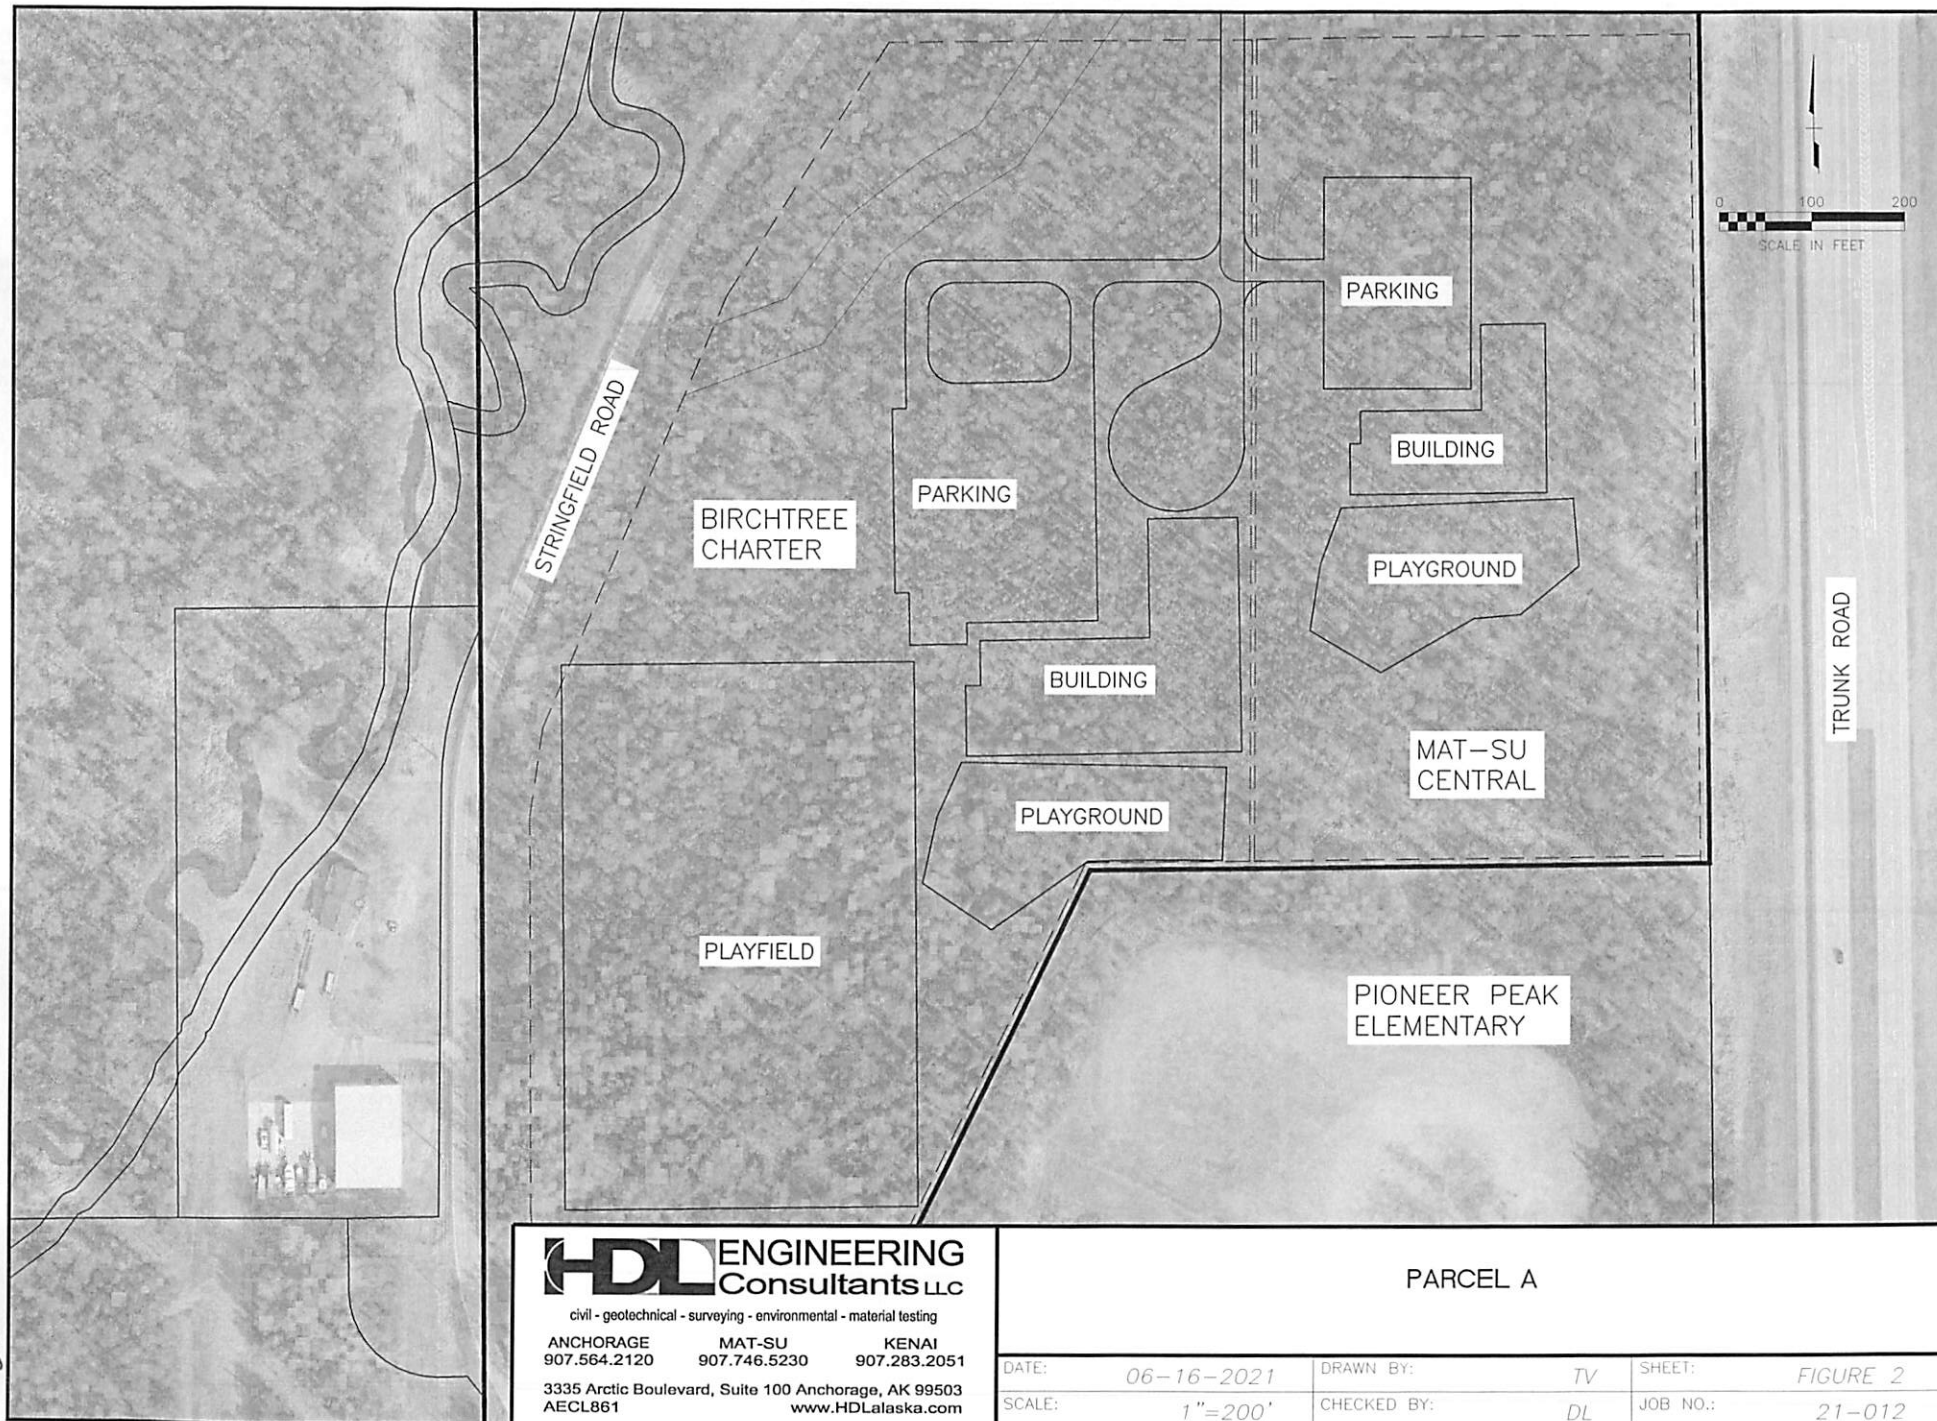 0 100 200
SCALE IN FEET
PARKING
STRINGFIELD ROAD
BUILDING
PARKING
BIRCHTREE
CHARTER
PLAYGROUND
TRUNK ROAD
BUILDING
MAT-SU
CENTRAL
PLAYGROUND
PLAYFIELD
PIONEER PEAK
ELEMENTARY
HDL ENGINEERING
Consultants LLC
civil - geotechnical - surveying - environmental - material testing
ANCHORAGE MAT-SU KENAI
907.564.2120 907.746.5230 907.283.2051
3335 Arctic Boulevard, Suite 100 Anchorage, AK 99503
AECL861 www.HDLalaska.com
PARCEL A
DATE: 06-16-2021 DRAWN BY: TV SHEET: FIGURE 2
SCALE: 1"=200' CHECKED BY: DL JOB NO.: 21-012